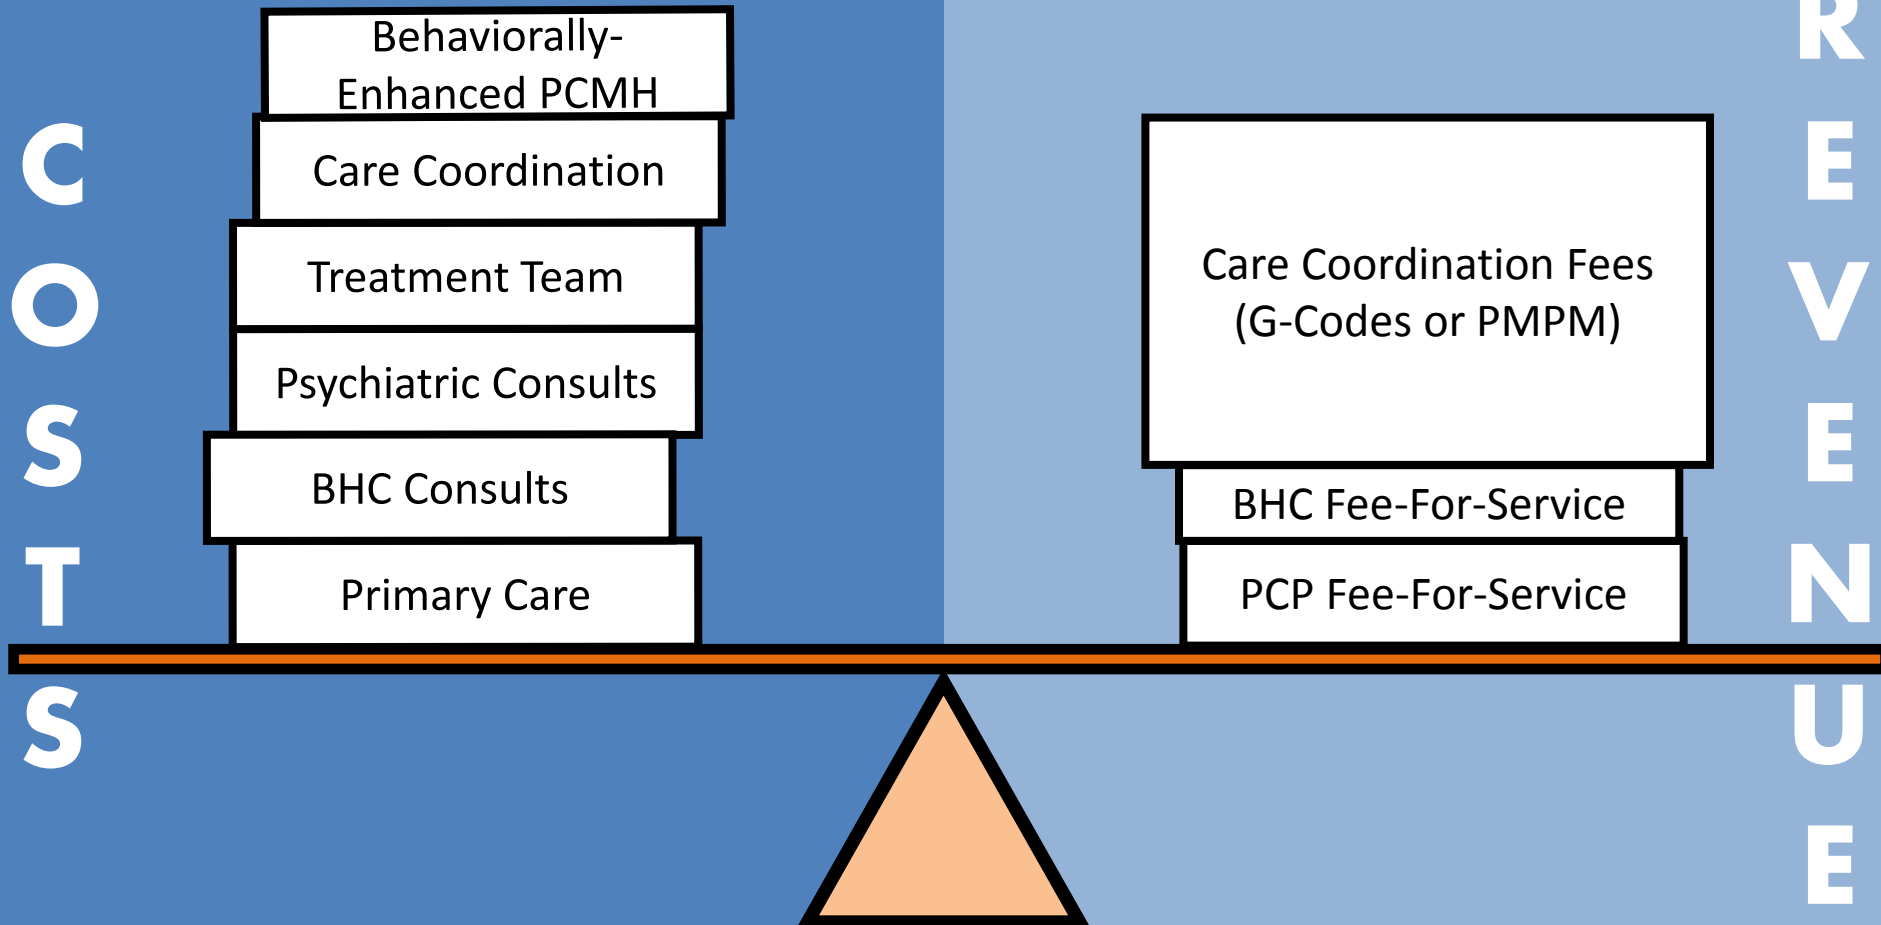 COSTS
Behaviorally-
Enhanced PCMH
Care Coordination
Treatment Team
Psychiatric Consults
BHC Consults
Primary Care
Care Coordination Fees
(G-Codes or PMPM)
BHC Fee-For-Service
PCP Fee-For-Service
REVENUE